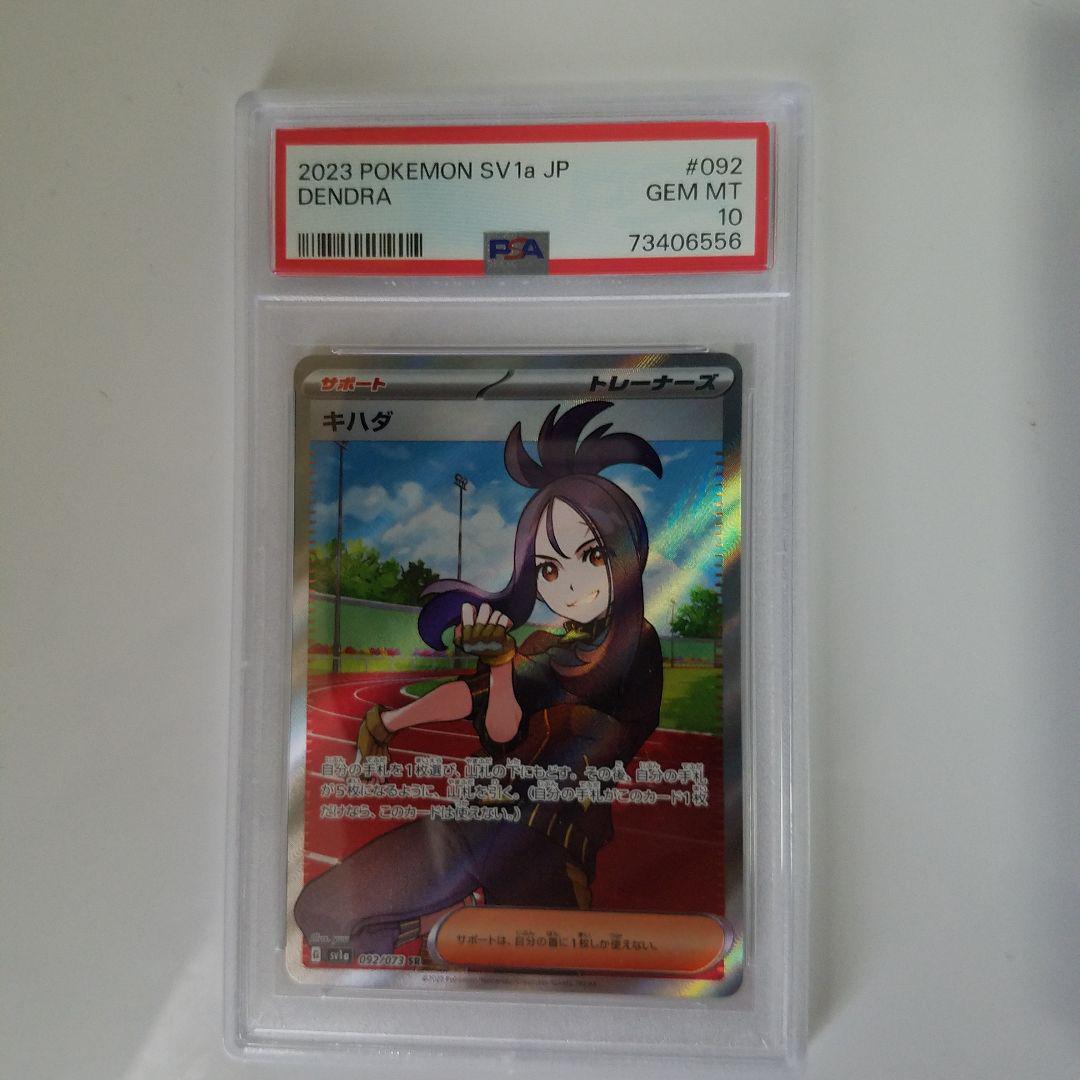 2023 POKEMON SV1a JP #092
DENDRA GEM MT
10
73406556
PSA
サポート トレーナーズ
キハダ
自分の手札を1枚選び、山札の下にもどす。その後、自分の手札
が5枚になるように、山札を引く。（自分の手札がこのカード1枚
だけなら、このカードは使えない。）
サポートは、自分の番に1枚しか使えない。
Illus. yuu
G sv1a 092/073 SR